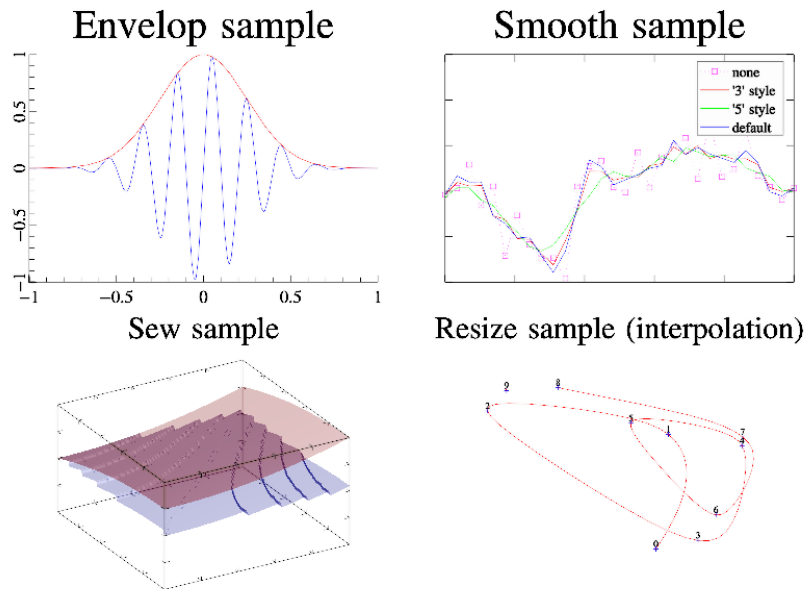 Envelop sample
Smooth sample
1
0.5
0
−0.5
−1
−1
−0.5
0
0.5
1
none
'3' style
'5' style
default
Sew sample
Resize sample (interpolation)
9
8
2
5
1
7
4
6
3
0